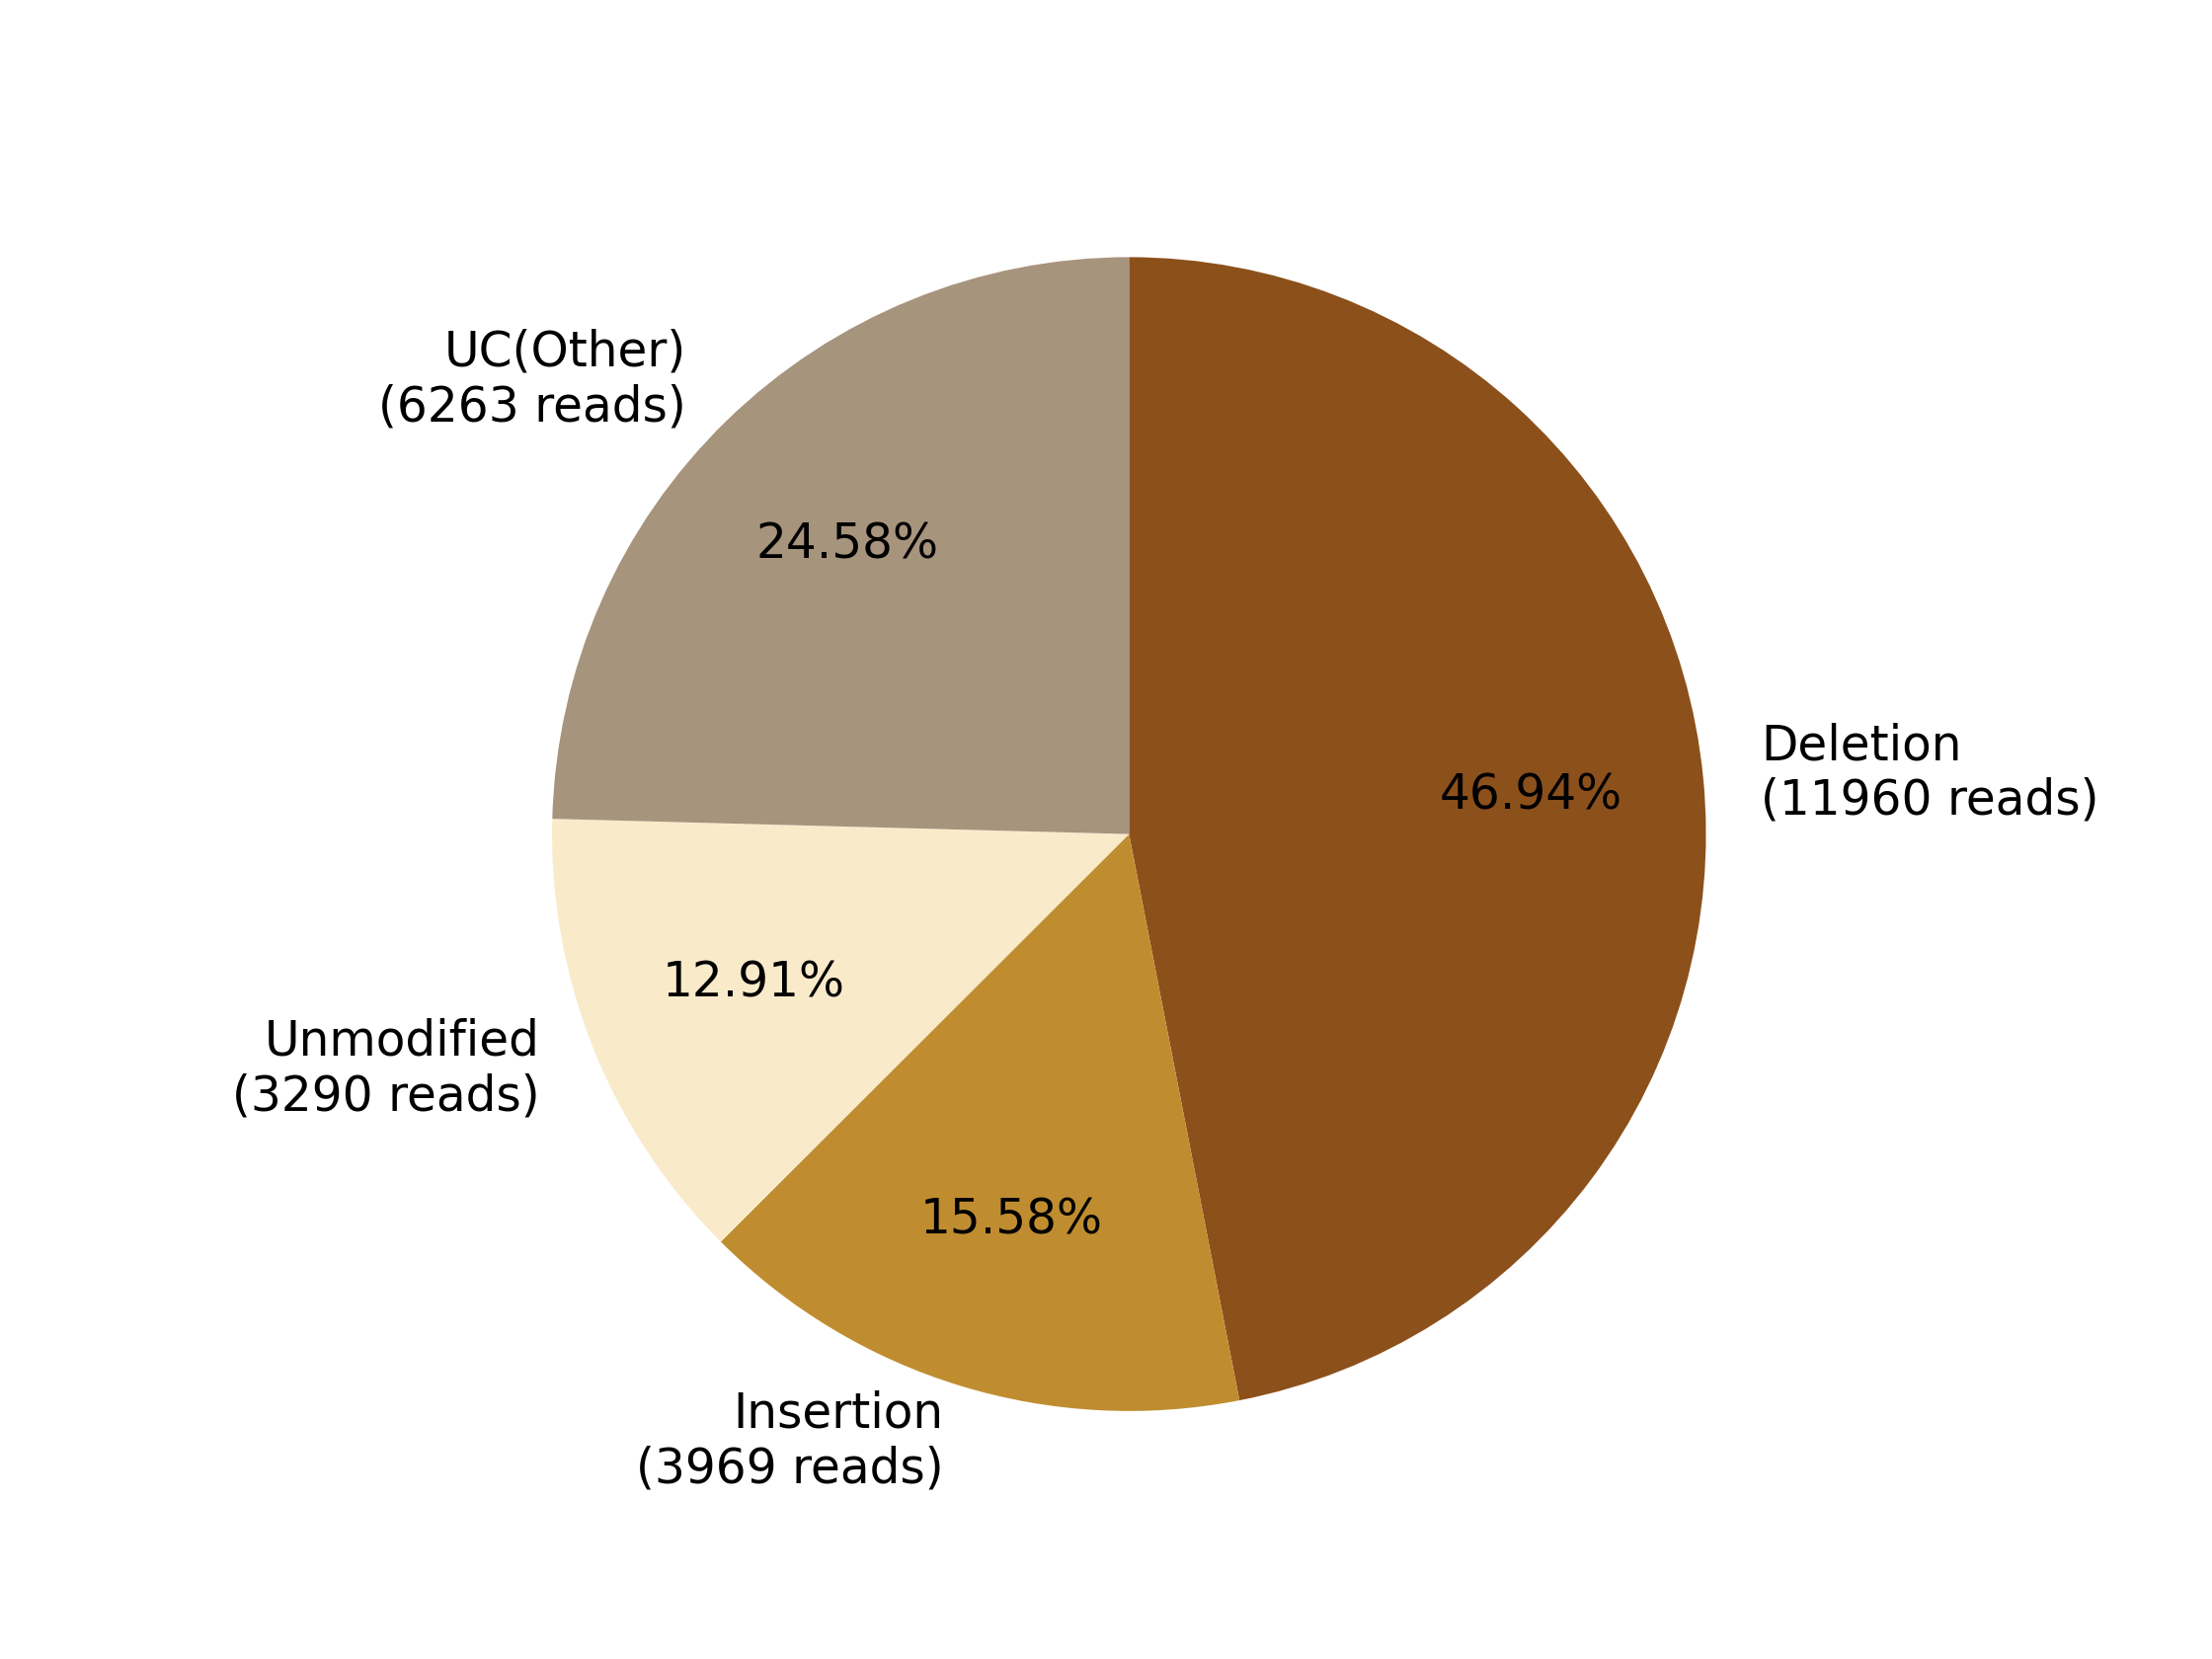 UC(Other)
(6263 reads)
24.58%
Deletion
(11960 reads)
46.94%
12.91%
Unmodified
(3290 reads)
15.58%
Insertion
(3969 reads)